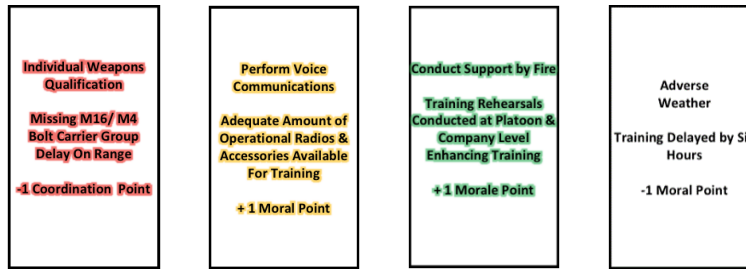 Individual Weapons
Qualification
Missing M16/ M4
Bolt Carrier Group
Delay On Range
-1 Coordination Point
Perform Voice
Communications
Adequate Amount of
Operational Radios &
Accessories Available
For Training
+ 1 Moral Point
Conduct Support by Fire
Training Rehearsals
Conducted at Platoon &
Company Level
Enhancing Training
+ 1 Morale Point
Adverse
Weather
Training Delayed by
Hours
-1 Moral Point